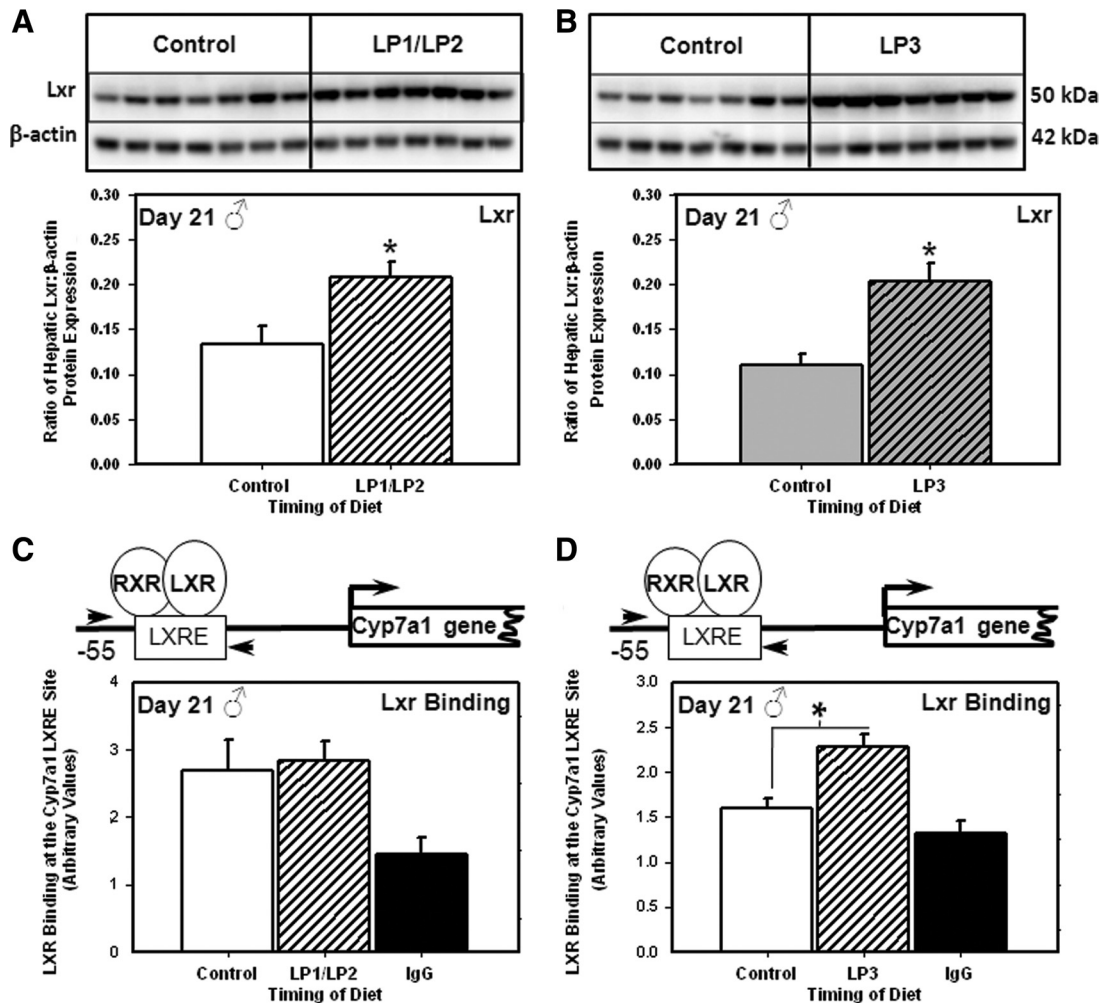 A
Control
LP1/LP2
Lxr
β-actin
Ratio of Hepatic Lxr:β-actin
Protein Expression
0.30
0.25
0.20
0.15
0.10
0.05
0.00
Day 21 ♂
Lxr
*
Control
LP1/LP2
Timing of Diet
B
Control
LP3
50 kDa
42 kDa
Ratio of Hepatic Lxr:β-actin
Protein Expression
0.30
0.25
0.20
0.15
0.10
0.05
0.00
Day 21 ♂
Lxr
*
Control
LP3
Timing of Diet
C
RXR
LXR
LXRE
-55
Cyp7a1 gene
LXR Binding at the Cyp7a1 LXRE Site
(Arbitrary Values)
4
3
2
1
0
Day 21 ♂
Lxr Binding
Control
LP1/LP2
IgG
Timing of Diet
D
RXR
LXR
LXRE
-55
Cyp7a1 gene
LXR Binding at the Cyp7a1 LXRE Site
(Arbitrary Values)
3.0
2.5
2.0
1.5
1.0
0.5
0.0
Day 21 ♂
Lxr Binding
*
Control
LP3
IgG
Timing of Diet